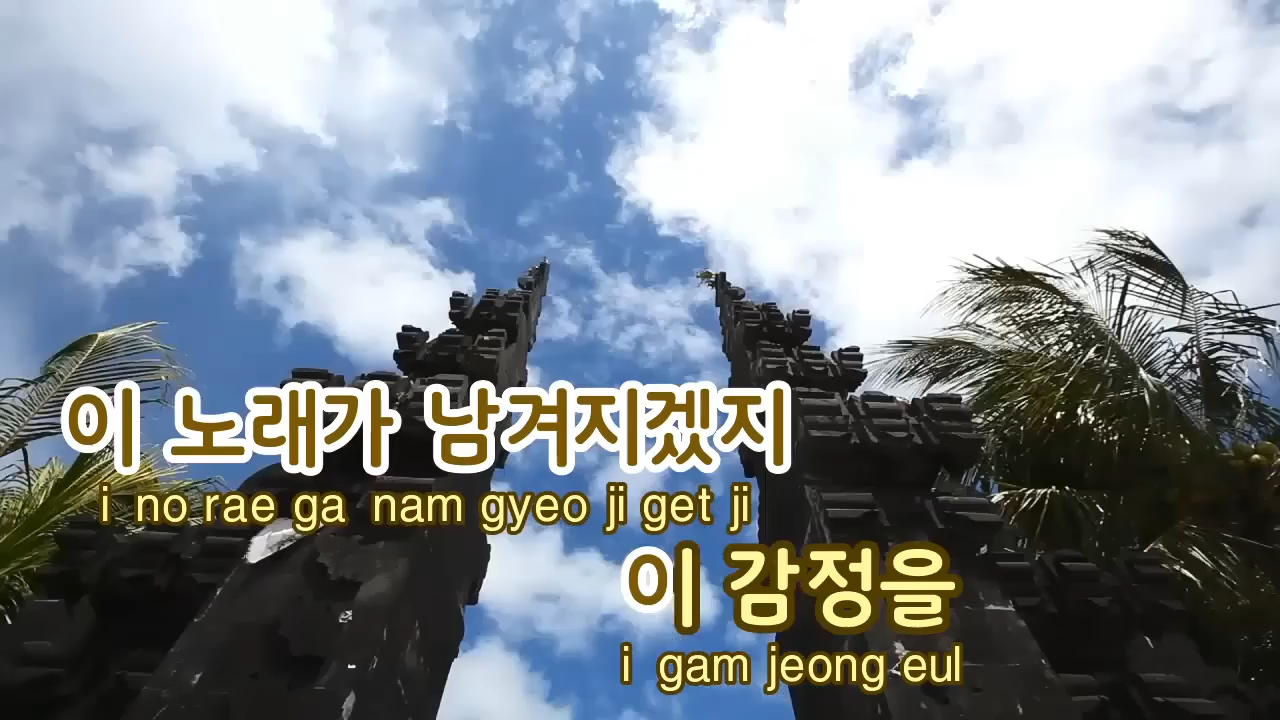 이 노래가 남겨지겠지
i no rae ga nam gyeo ji get ji
이 감정을
i gam jeong eul